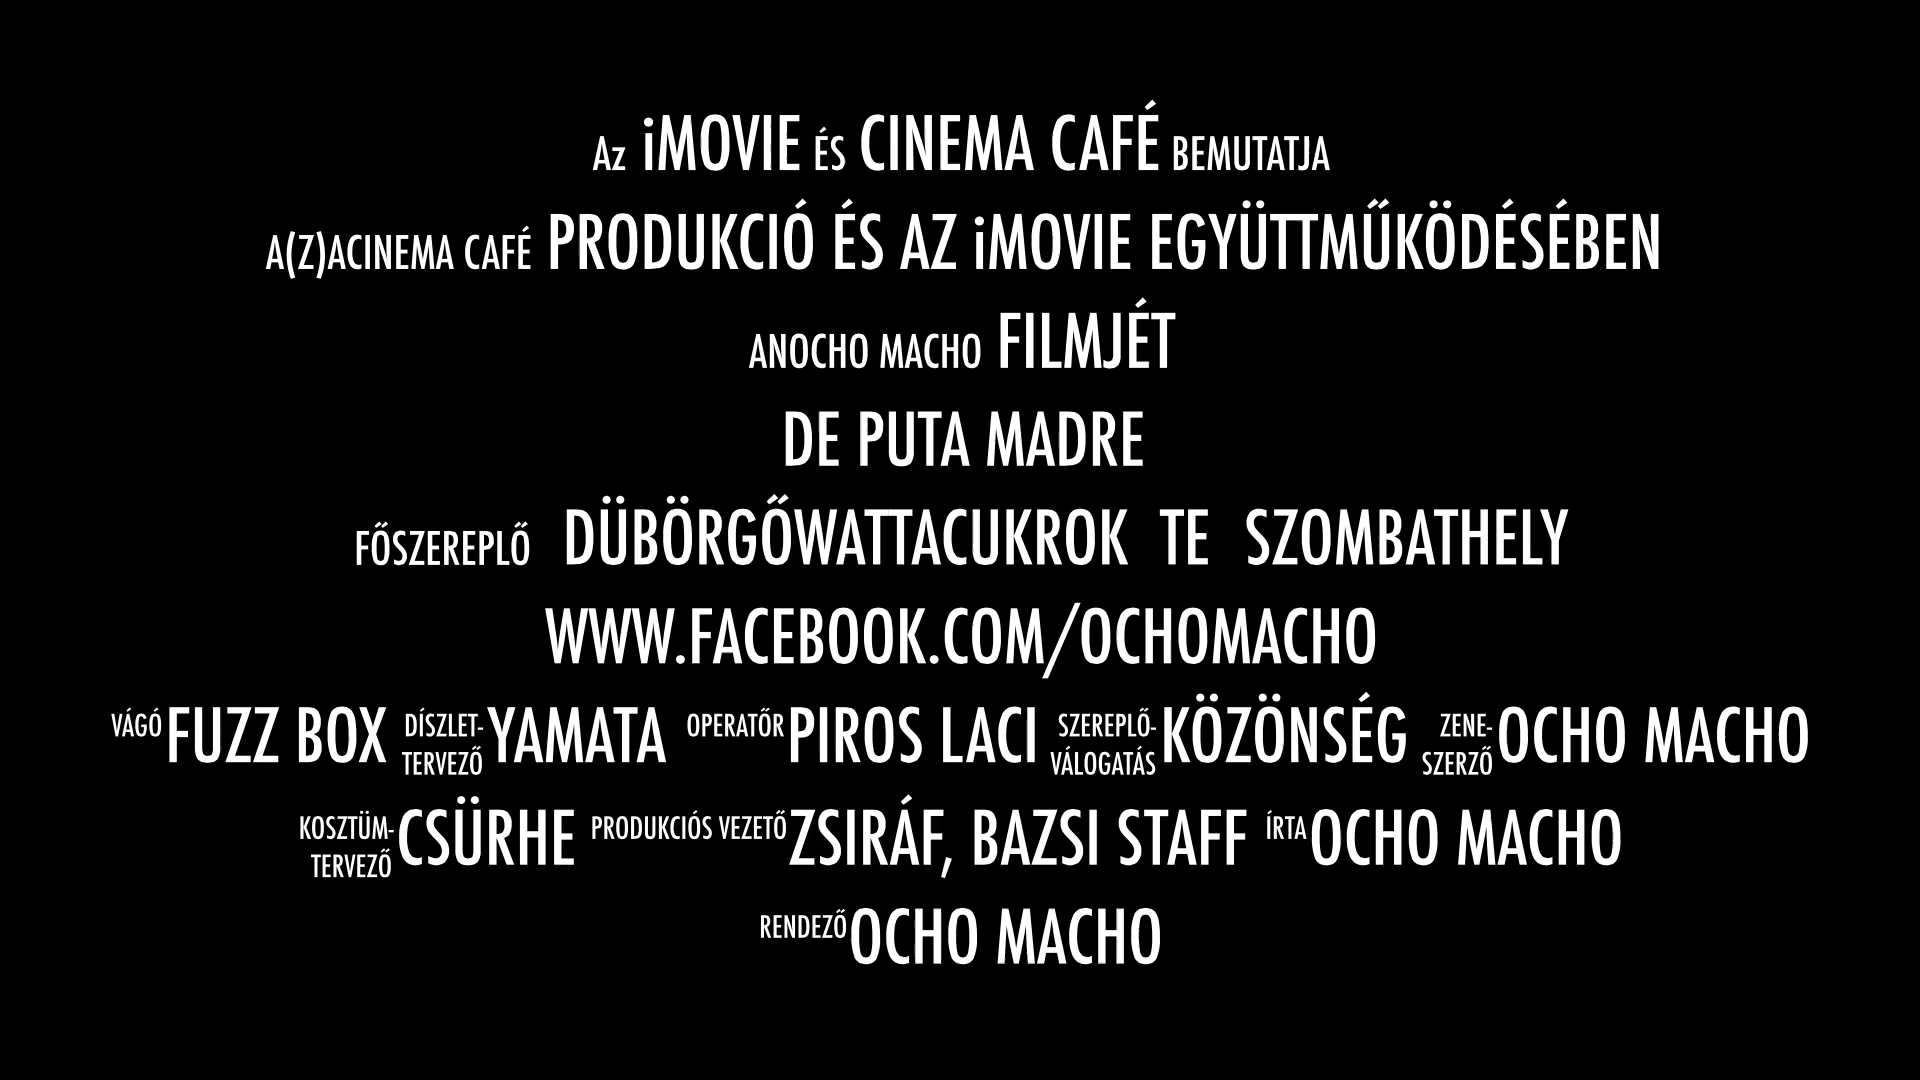 Az iMOVIE ÉS CINEMA CAFÉ BEMUTATJA
A(Z)ACINEMA CAFÉ PRODUKCIÓ ÉS AZ iMOVIE EGYÜTTMŰKÖDÉSÉBEN
ANOCHO MACHO FILMJÉT
DE PUTA MADRE
FŐSZEREPLŐ DÜBÖRGŐWATTACUKROK TE SZOMBATHELY
WWW.FACEBOOK.COM/OCHOMACHO
VÁGÓ FUZZ BOX DÍSZLET-TERVEZŐ YAMATA OPERATŐR PIROS LACI SZEREPLŐ-VÁLOGATÁS KÖZÖNSÉG ZENE-SZERZŐ OCHO MACHO
KOSZTÜM-TERVEZŐ CSÜRHE PRODUKCIÓS VEZETŐ ZSIRÁF, BAZSI STAFF ÍRTA OCHO MACHO
RENDEZŐ OCHO MACHO